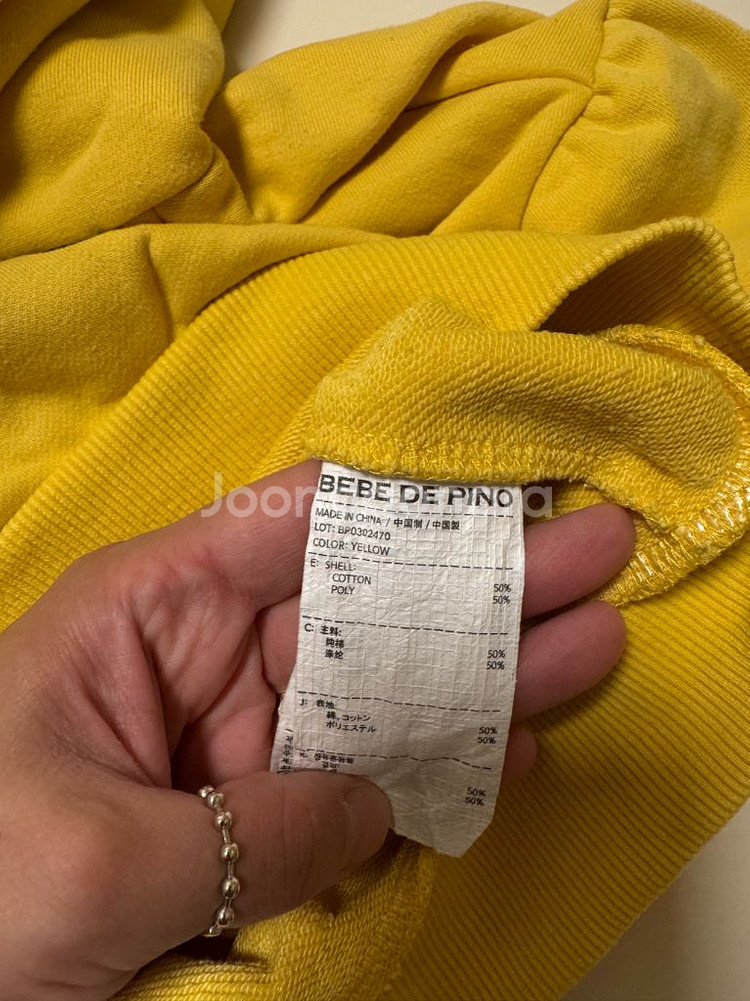 BEBE DE PINO
MADE IN CHINA / 中国制 / 中国製
LOT: BP0302470
COLOR: YELLOW
E: SHELL:
COTTON 50%
POLY 50%
C: 主料:
纯棉 50%
涤纶 50%
J: 表地:
綿、コットン 50%
ポリエステル 50%
50%
50%